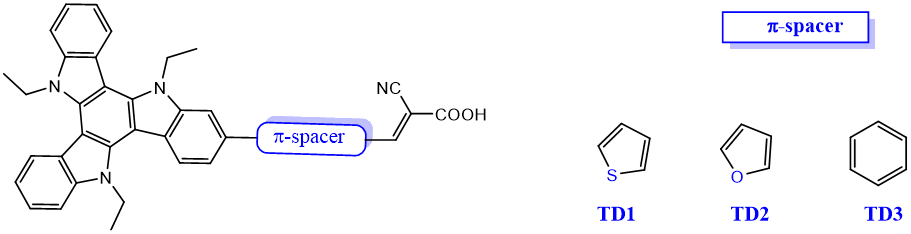 π-spacer
N
N
NC
COOH
π-spacer
N
S
O
TD1
TD2
TD3